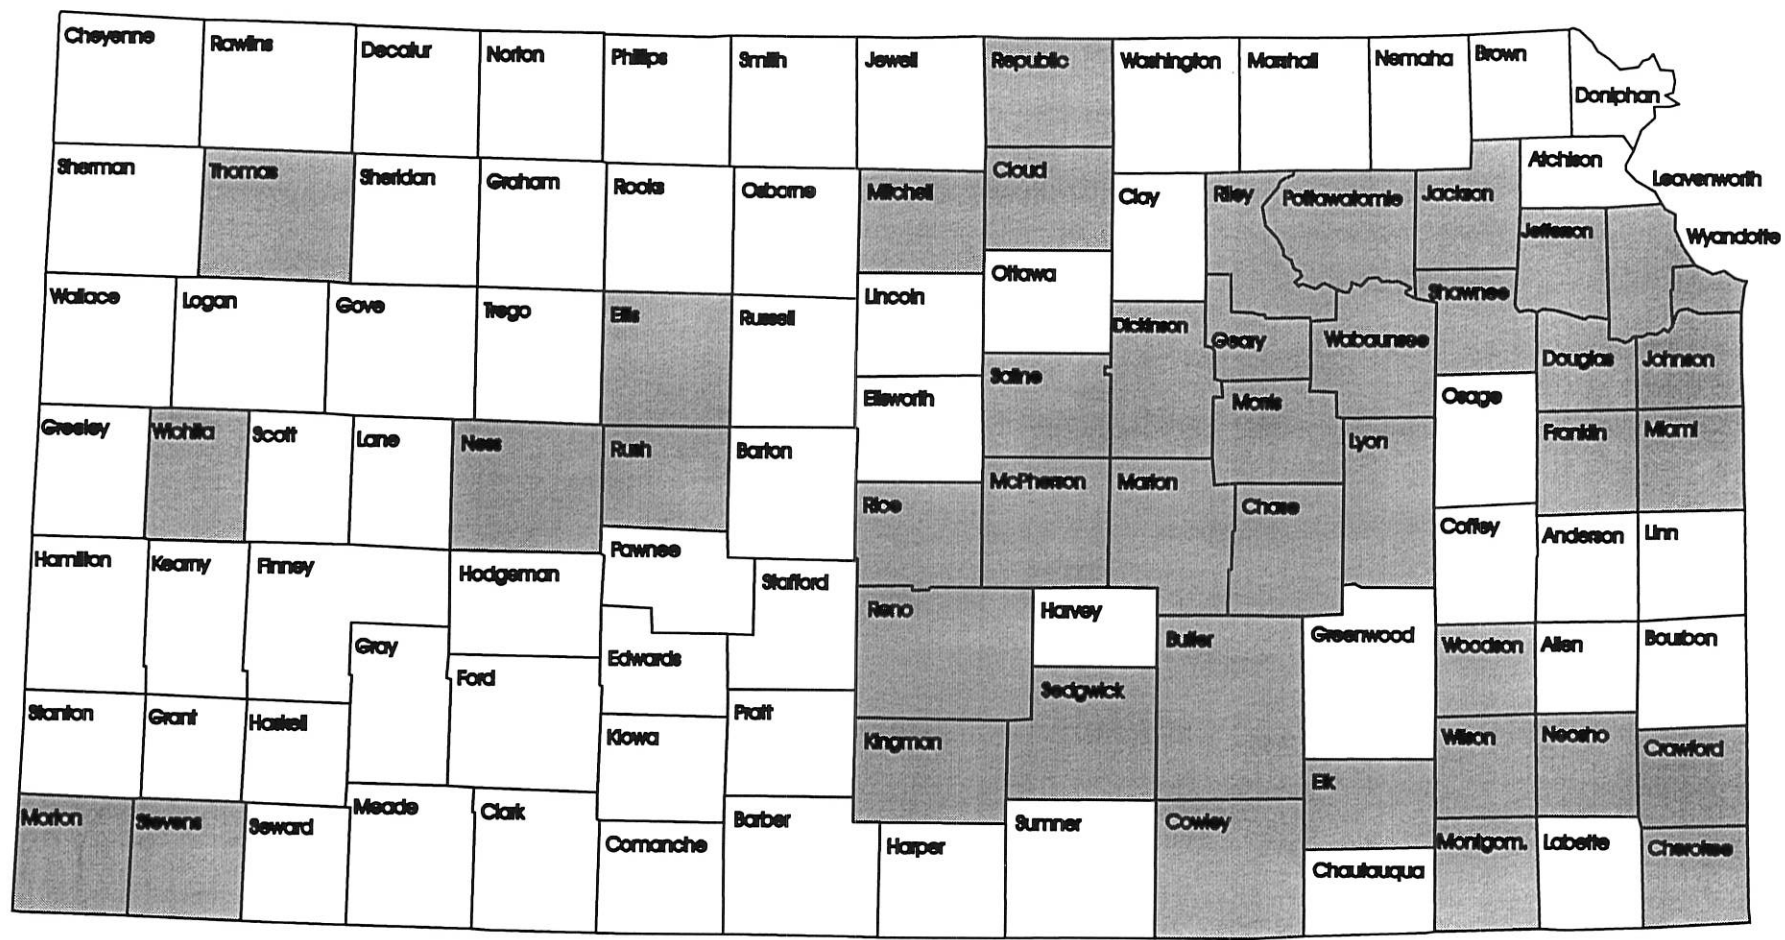 Cheyenne
Rawlins
Decatur
Norton
Phillips
Smith
Jewell
Republic
Washington
Marshall
Nemaha
Brown
Doniphan
Sherman
Thomas
Sheridan
Graham
Rooks
Osborne
Mitchell
Cloud
Clay
Riley
Pottawatomie
Jackson
Atchison
Leavenworth
Jefferson
Wyandotte
Wallace
Logan
Gove
Trego
Ellis
Russell
Lincoln
Ottawa
Dickinson
Geary
Wabaunsee
Shawnee
Douglas
Johnson
Saline
Ellsworth
Morris
Osage
Greeley
Wichita
Scott
Lane
Ness
Rush
Barton
Lyon
Franklin
Miami
Rice
McPherson
Marion
Chase
Coffey
Anderson
Linn
Hamilton
Kearny
Finney
Hodgeman
Pawnee
Stafford
Reno
Harvey
Butler
Greenwood
Woodson
Allen
Bourbon
Gray
Ford
Edwards
Sedgwick
Stanton
Grant
Haskell
Kiowa
Pratt
Kingman
Wilson
Neosho
Crawford
Elk
Morton
Stevens
Seward
Meade
Clark
Comanche
Barber
Harper
Sumner
Cowley
Chautauqua
Montgom.
Labette
Cherokee